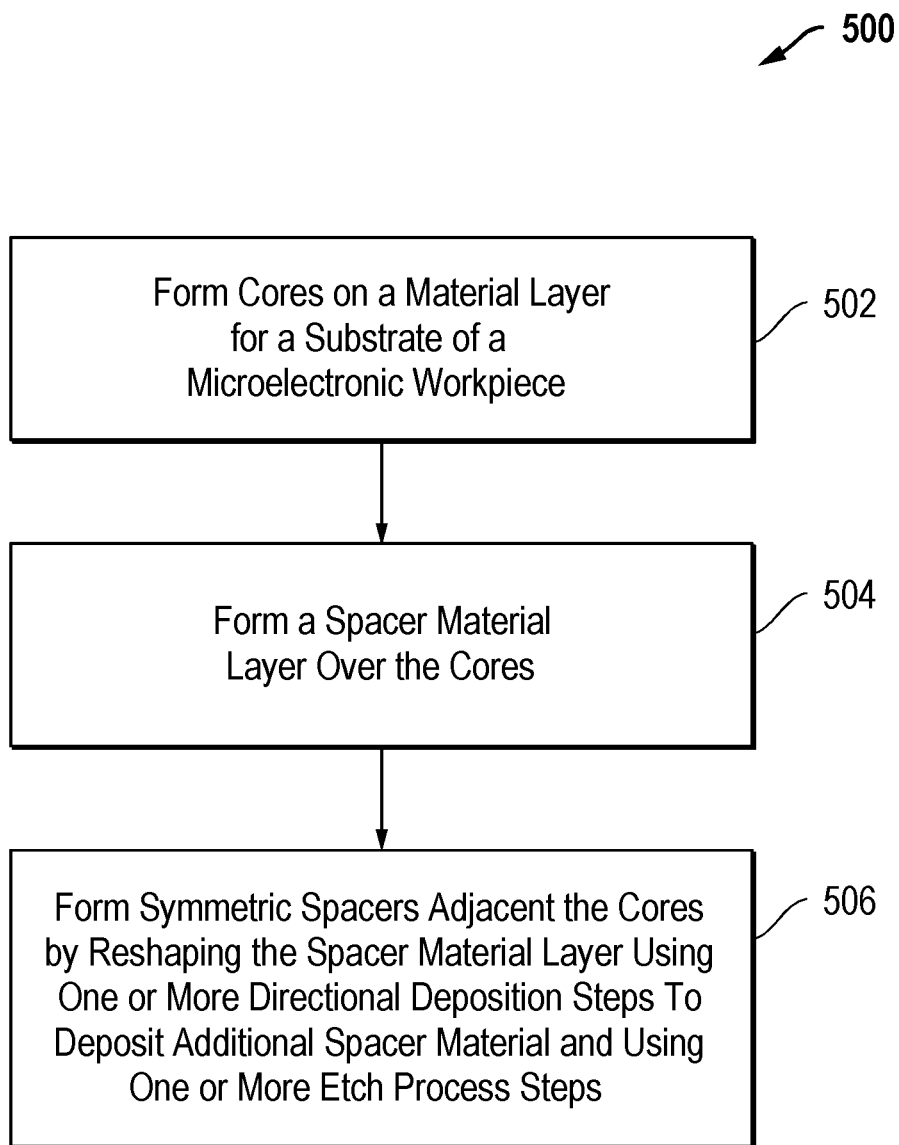 500
Form Cores on a Material Layer
for a Substrate of a
Microelectronic Workpiece
502
Form a Spacer Material
Layer Over the Cores
504
Form Symmetric Spacers Adjacent the Cores
by Reshaping the Spacer Material Layer Using
One or More Directional Deposition Steps To
Deposit Additional Spacer Material and Using
One or More Etch Process Steps
506